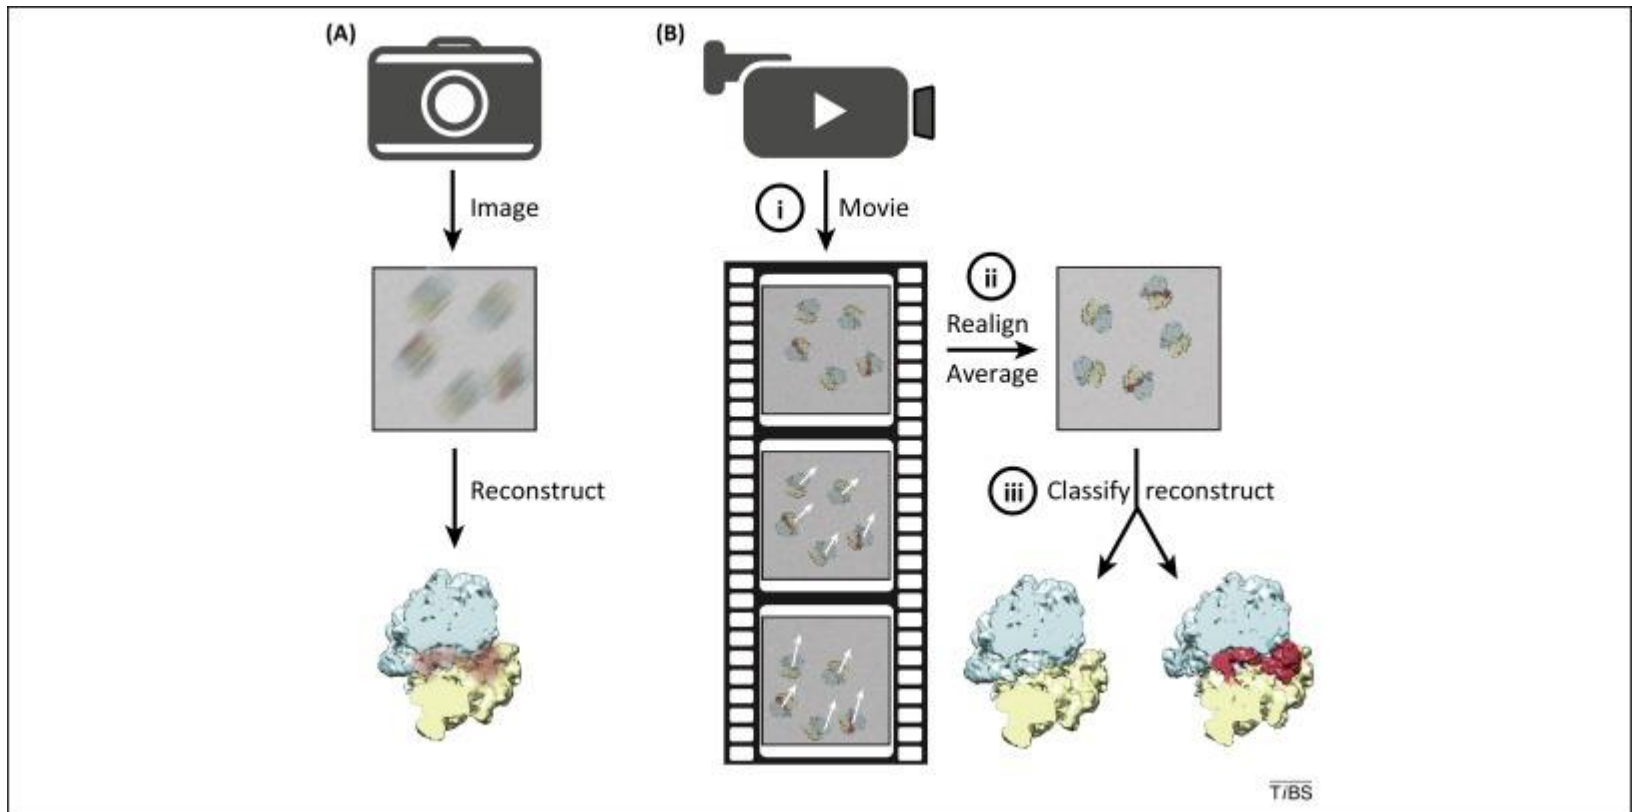 (A)
Image
Reconstruct
(B)
i
Movie
ii
Realign
Average
iii Classify reconstruct
TiBS